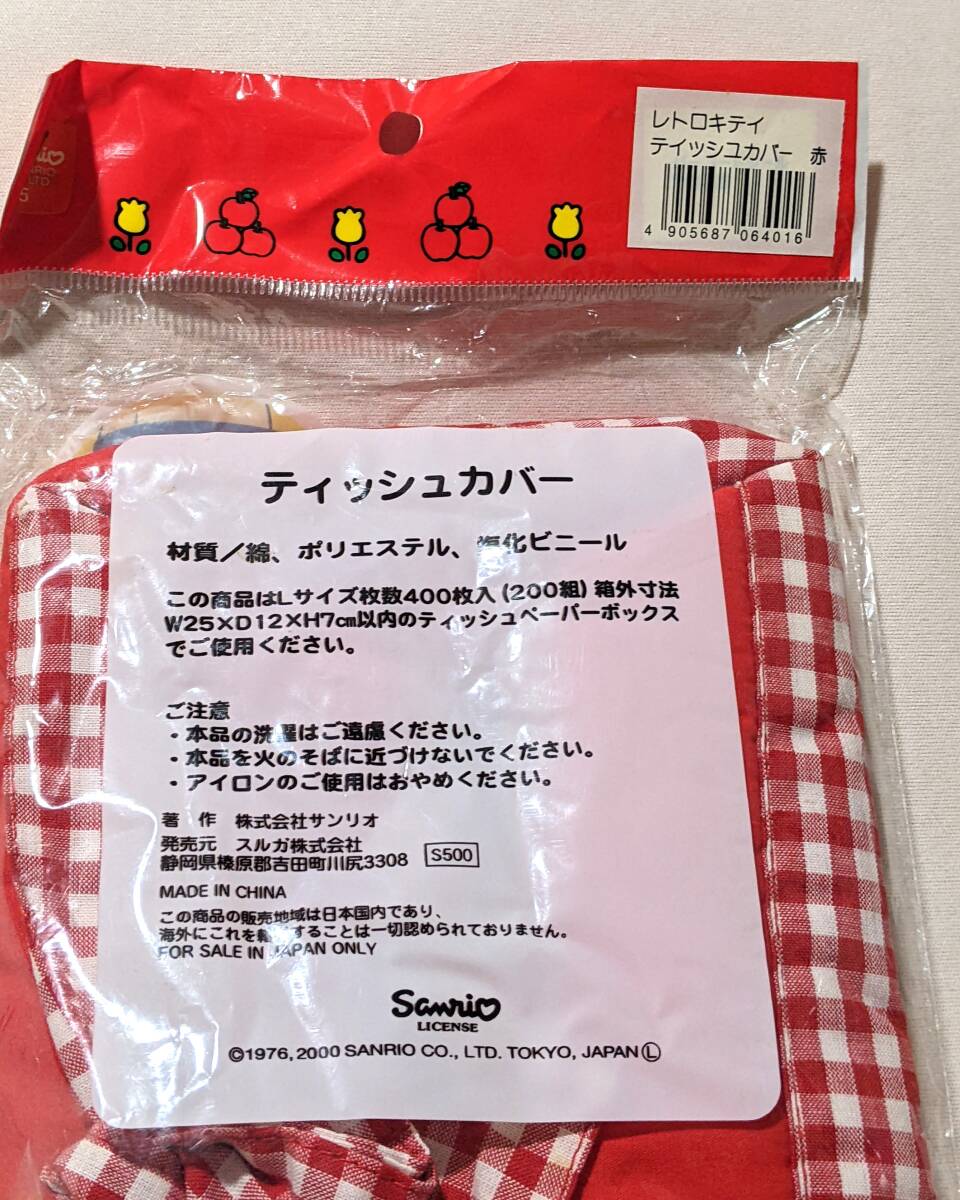 レトロキテイ
テイッシュカバー 赤
4 905687 064016
LTD
5
ティッシュカバー
材質／綿、ポリエステル、塩化ビニール
この商品はLサイズ枚数400枚入(200組)箱外寸法
W25×D12×H7㎝以内のティッシュペーパーボックス
でご使用ください。
ご注意
・本品の洗濯はご遠慮ください。
・本品を火のそばに近づけないでください。
・アイロンのご使用はおやめください。
著 作 株式会社サンリオ
発売元 スルガ株式会社
静岡県榛原郡吉田町川尻3308 S500
MADE IN CHINA
この商品の販売地域は日本国内であり、
海外にこれを輸出することは一切認められておりません。
FOR SALE IN JAPAN ONLY
Sanrio
LICENSE
©1976,2000 SANRIO CO., LTD. TOKYO, JAPAN Ⓛ